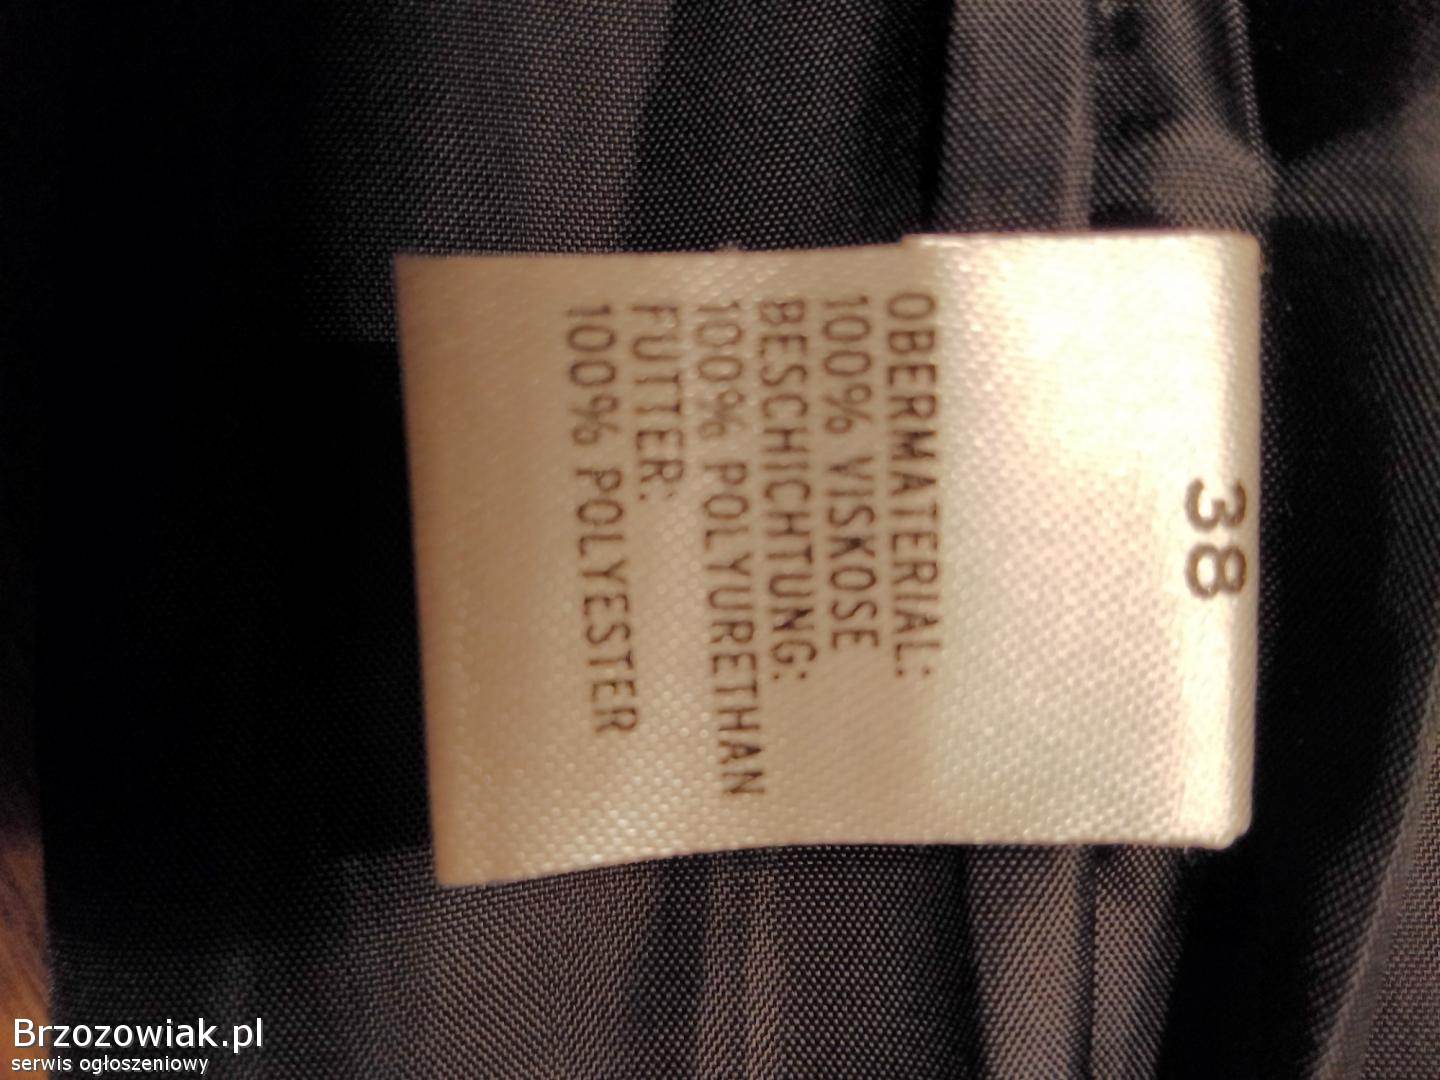 38
OBERMATERIAL:
100% VISKOSE
BESCHICHTUNG:
100% POLYURETHAN
FUTTER:
100% POLYESTER
Brzozowiak.pl
serwis ogłoszeniowy